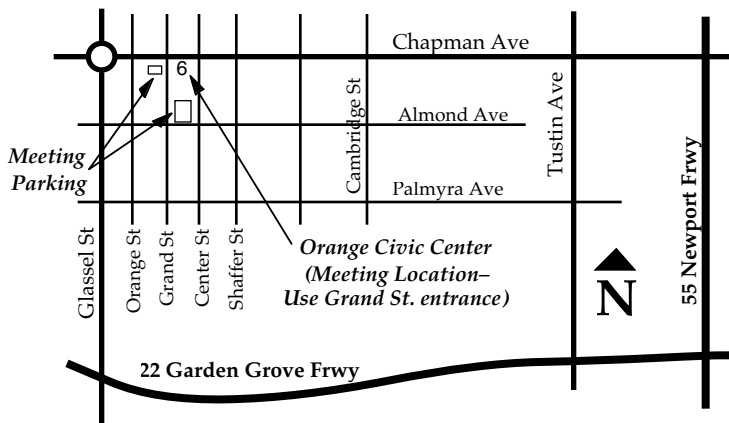 Chapman Ave
6
Almond Ave
Cambridge St
Tustin Ave
Meeting
Parking
Palmyra Ave
55 Newport Frwy
Glassel St
Orange St
Grand St
Center St
Shaffer St
Orange Civic Center
(Meeting Location–
Use Grand St. entrance)
N
22 Garden Grove Frwy